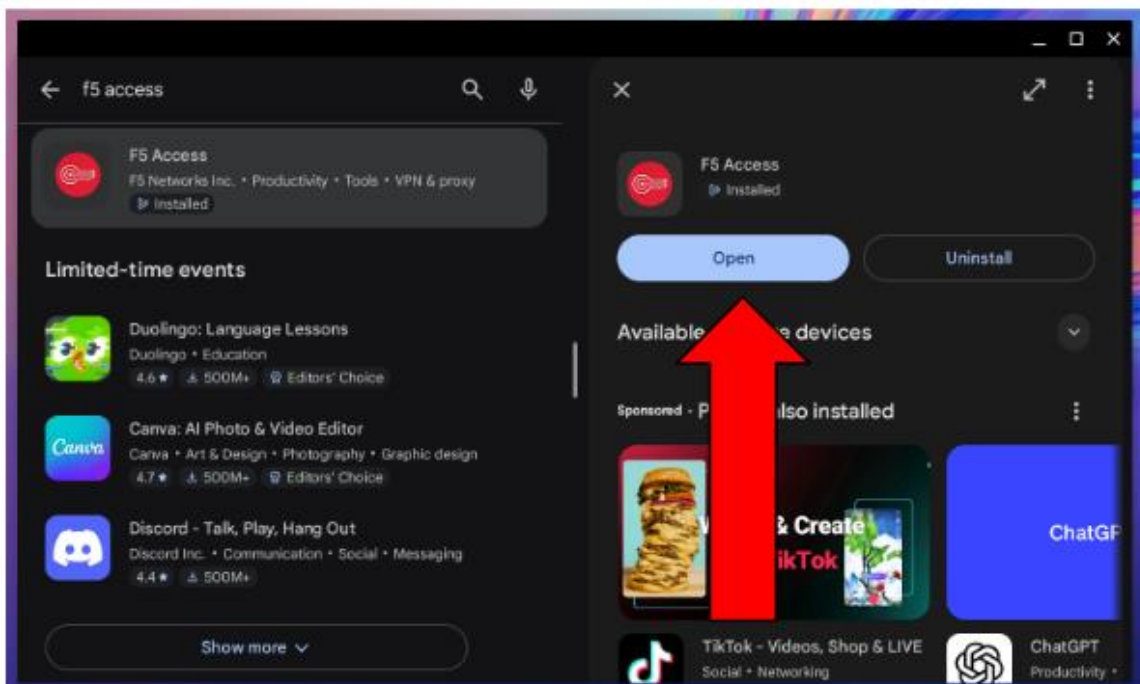 f5 access
F5 Access
F5 Networks Inc. • Productivity • Tools • VPN & proxy
Installed
Limited-time events
Duolingo: Language Lessons
Duolingo • Education
4.6★ 500M+ Editors' Choice
Canva
Canva: AI Photo & Video Editor
Canva • Art & Design • Photography • Graphic design
4.7★ 500M+ Editors' Choice
Discord - Talk, Play, Hang Out
Discord Inc. • Communication • Social • Messaging
4.4★ 500M+
Show more
F5 Access
Installed
Open
Uninstall
Available devices
Sponsored • also installed
& Create
ikTok
ChatGP
TikTok - Videos, Shop & LIVE
Social • Networking
ChatGPT
Productivity •